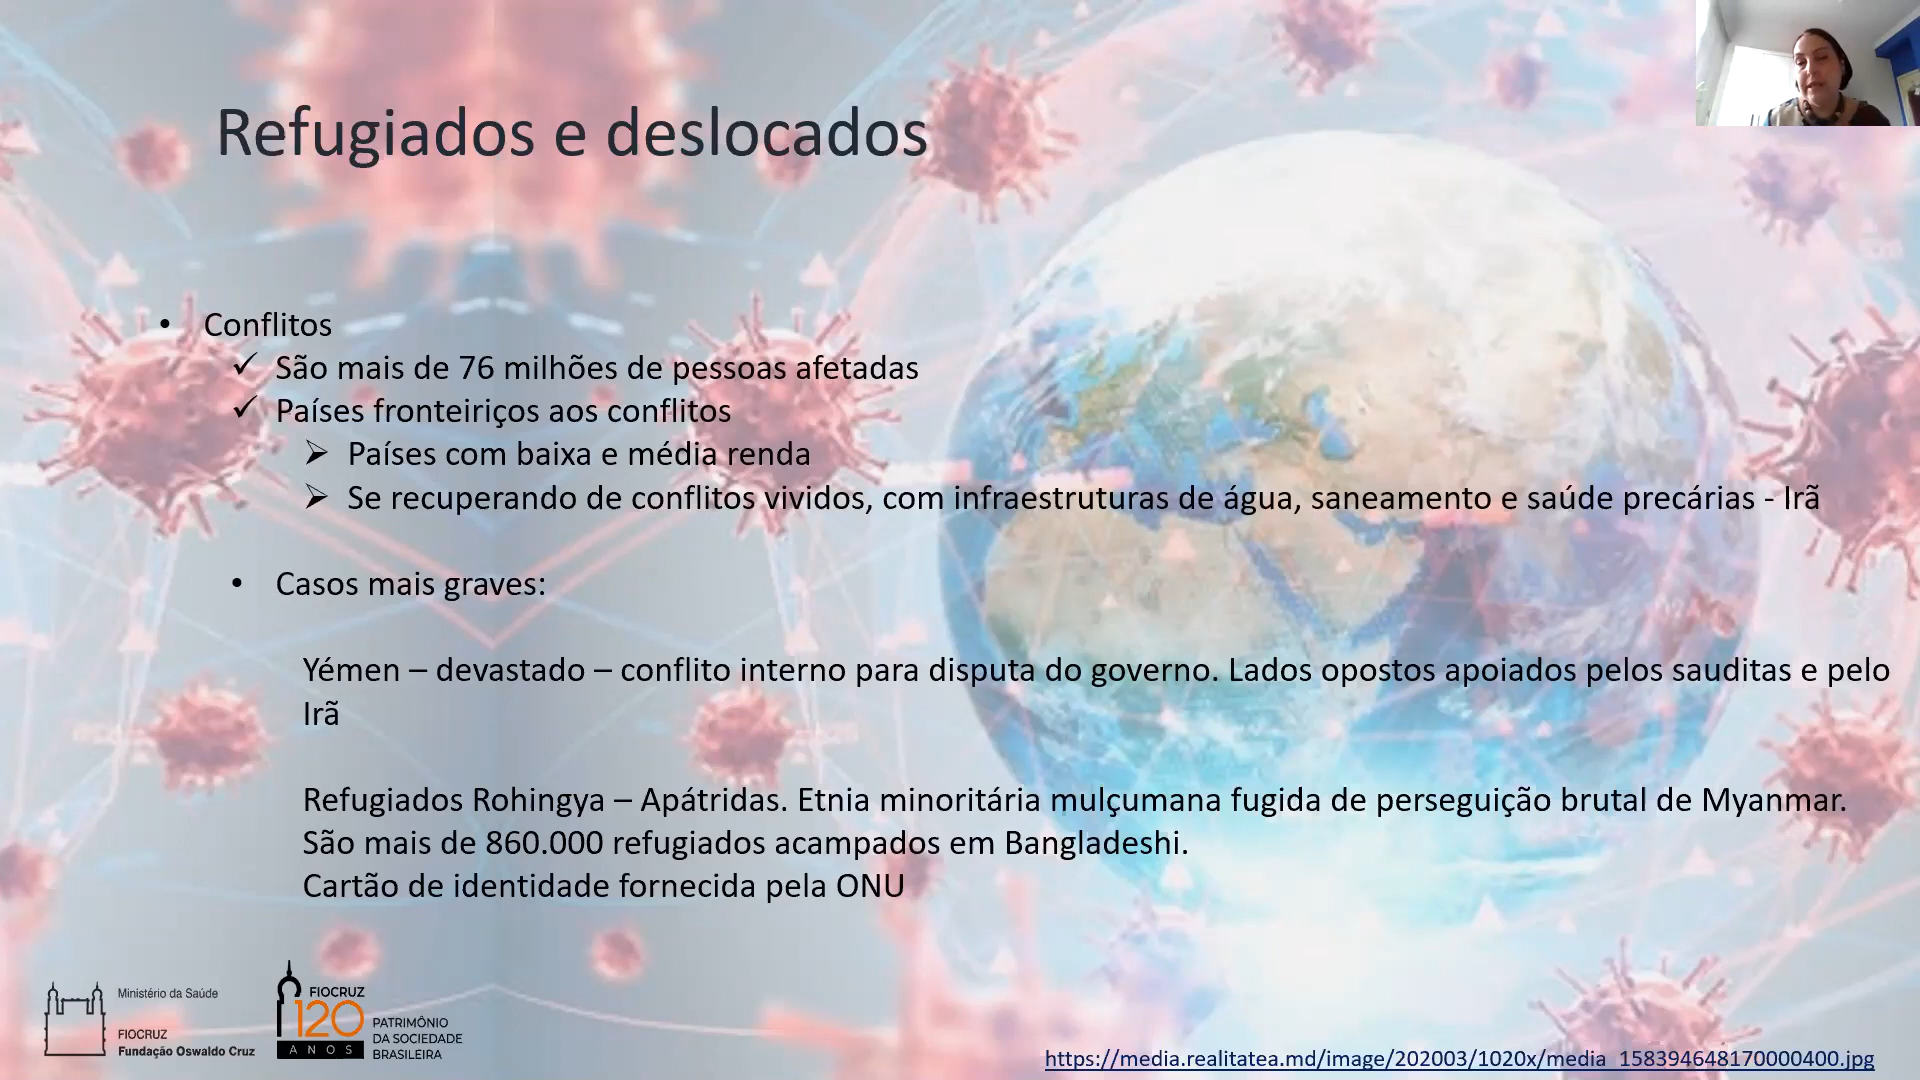 Refugiados e deslocados
• Conflitos
✓ São mais de 76 milhões de pessoas afetadas
✓ Países fronteiriços aos conflitos
➢ Países com baixa e média renda
➢ Se recuperando de conflitos vividos, com infraestruturas de água, saneamento e saúde precárias - Irã
• Casos mais graves:
Yémen – devastado – conflito interno para disputa do governo. Lados opostos apoiados pelos sauditas e pelo
Irã
Refugiados Rohingya – Apátridas. Etnia minoritária mulçumana fugida de perseguição brutal de Myanmar.
São mais de 860.000 refugiados acampados em Bangladeshi.
Cartão de identidade fornecida pela ONU
Ministério da Saúde
FIOCRUZ
Fundação Oswaldo Cruz
FIOCRUZ
120
ANOS
PATRIMÔNIO
DA SOCIEDADE
BRASILEIRA
https://media.realitatea.md/image/202003/1020x/media_158394648170000400.jpg